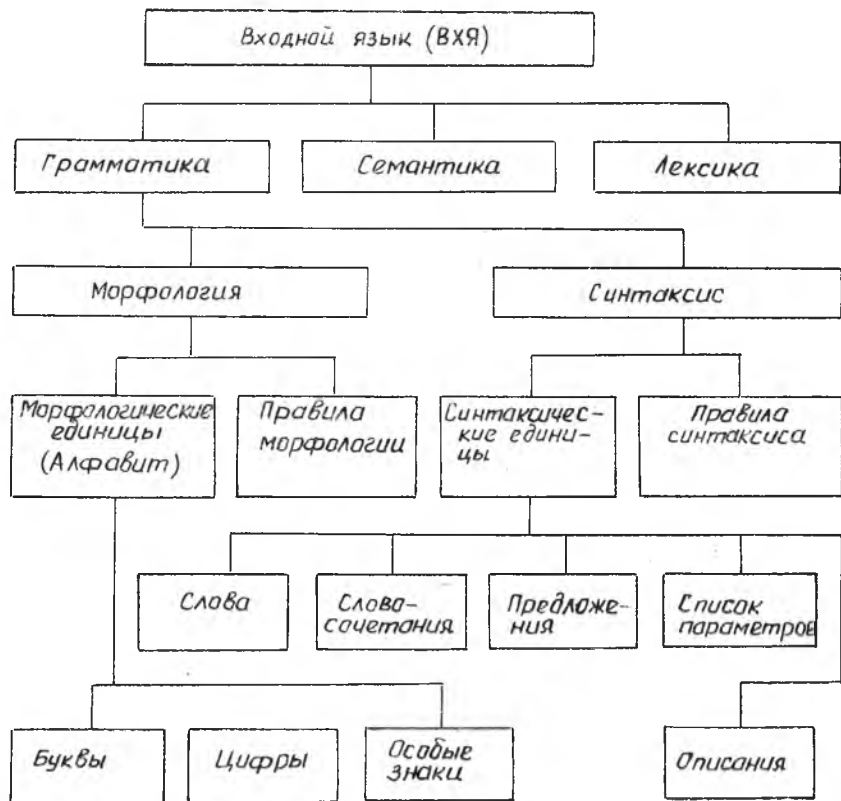 Входной язык (ВХЯ)
Грамматика
Семантика
Лексика
Морфология
Синтаксис
Морфологические
единицы
(Алфавит)
Правила
морфологии
Синтаксичес-
кие едини-
цы
Правила
синтаксиса
Слова
Слово-
сочетания
Предложе-
ния
Список
параметров
Буквы
Цифры
Особые
знаки
Описания